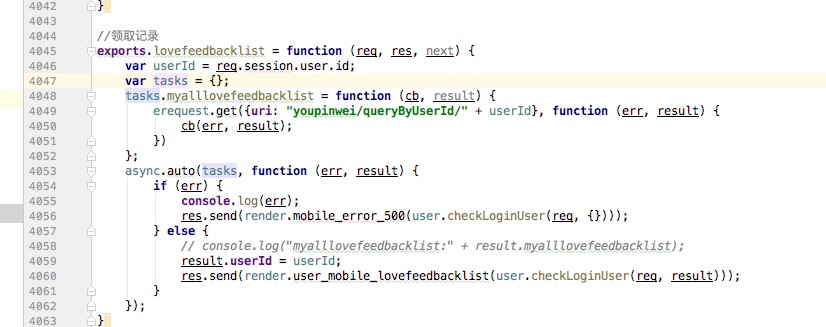 4042 }
4043
4044 //领取记录
4045 exports.lovefeedbacklist = function (req, res, next) {
4046 var userId = req.session.user.id;
4047 var tasks = {};
4048 tasks.myalllovefeedbacklist = function (cb, result) {
4049 erequest.get({uri: "youpinwei/queryByUserId/" + userId}, function (err, result) {
4050 cb(err, result);
4051 })
4052 };
4053 async.auto(tasks, function (err, result) {
4054 if (err) {
4055 console.log(err);
4056 res.send(render.mobile_error_500(user.checkLoginUser(req, {})));
4057 } else {
4058 // console.log("myalllovefeedbacklist:" + result.myalllovefeedbacklist);
4059 result.userId = userId;
4060 res.send(render.user_mobile_lovefeedbacklist(user.checkLoginUser(req, result)));
4061 }
4062 });
4063 }